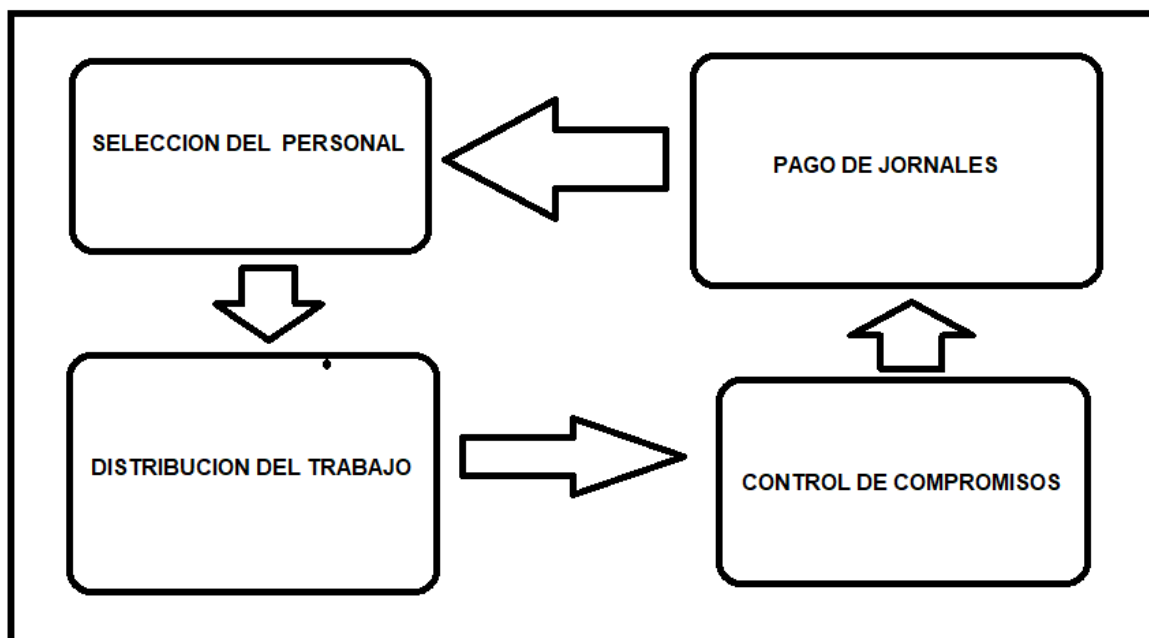 SELECCION DEL PERSONAL
PAGO DE JORNALES
DISTRIBUCION DEL TRABAJO
CONTROL DE COMPROMISOS